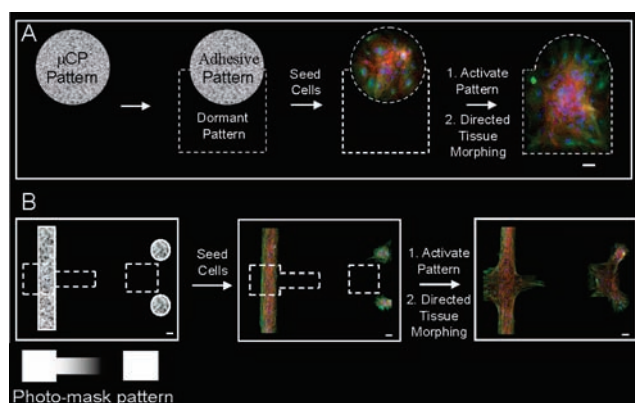 A
µCP
Pattern
Adhesive
Pattern
Dormant
Pattern
Seed
Cells
1. Activate
Pattern
2. Directed
Tissue
Morphing
B
Seed
Cells
1. Activate
Pattern
2. Directed
Tissue
Morphing
Photo-mask pattern